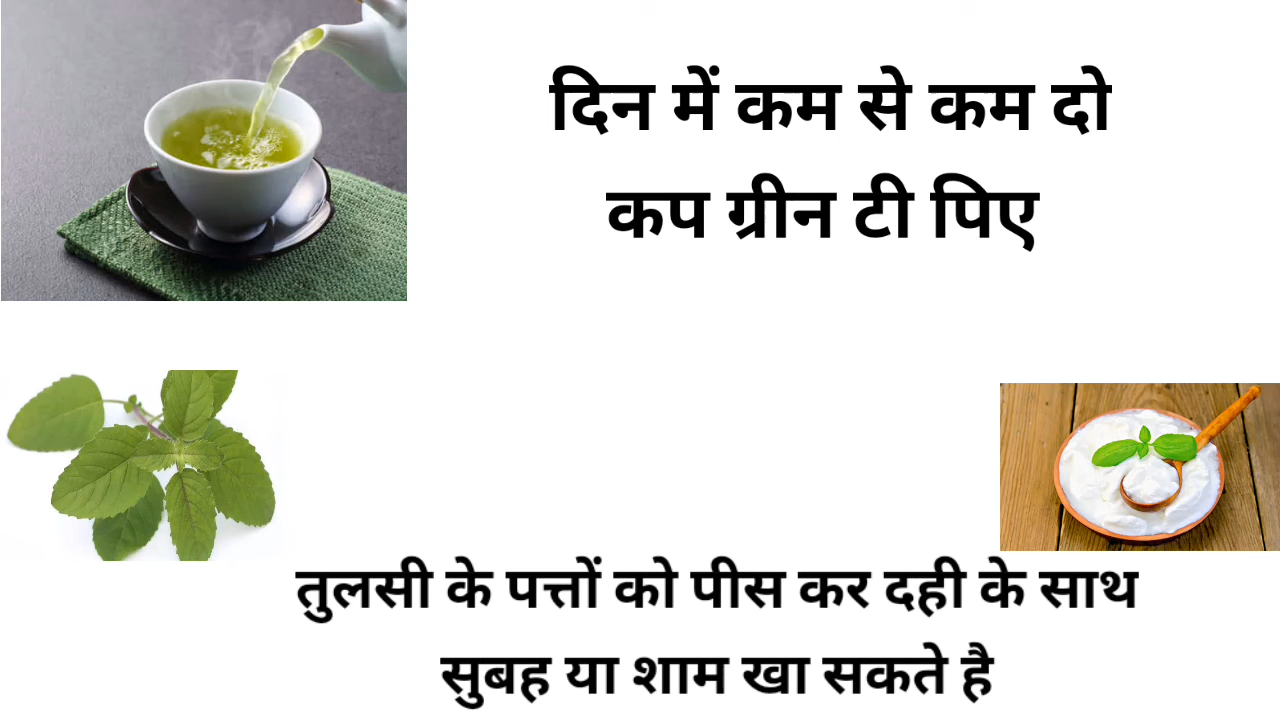 दिन में कम से कम दो
कप ग्रीन टी पिए
तुलसी के पत्तों को पीस कर दही के साथ
सुबह या शाम खा सकते है